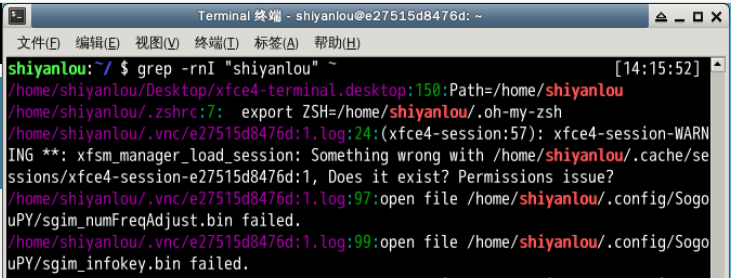 Terminal 终端 - shiyanlou@e27515d8476d: ~
文件(F) 编辑(E) 视图(V) 终端(T) 标签(A) 帮助(H)
shiyanlou:~/ $ grep -rnI "shiyanlou" ~ [14:15:52]
/home/shiyanlou/Desktop/xfce4-terminal.desktop:150:Path=/home/shiyanlou
/home/shiyanlou/.zshrc:7: export ZSH=/home/shiyanlou/.oh-my-zsh
/home/shiyanlou/.vnc/e27515d8476d:1.log:24:(xfce4-session:57): xfce4-session-WARN
ING **: xfsm_manager_load_session: Something wrong with /home/shiyanlou/.cache/se
ssions/xfce4-session-e27515d8476d:1, Does it exist? Permissions issue?
/home/shiyanlou/.vnc/e27515d8476d:1.log:97:open file /home/shiyanlou/.config/Sogo
uPY/sgim_numFreqAdjust.bin failed.
/home/shiyanlou/.vnc/e27515d8476d:1.log:99:open file /home/shiyanlou/.config/Sogo
uPY/sgim_infokey.bin failed.